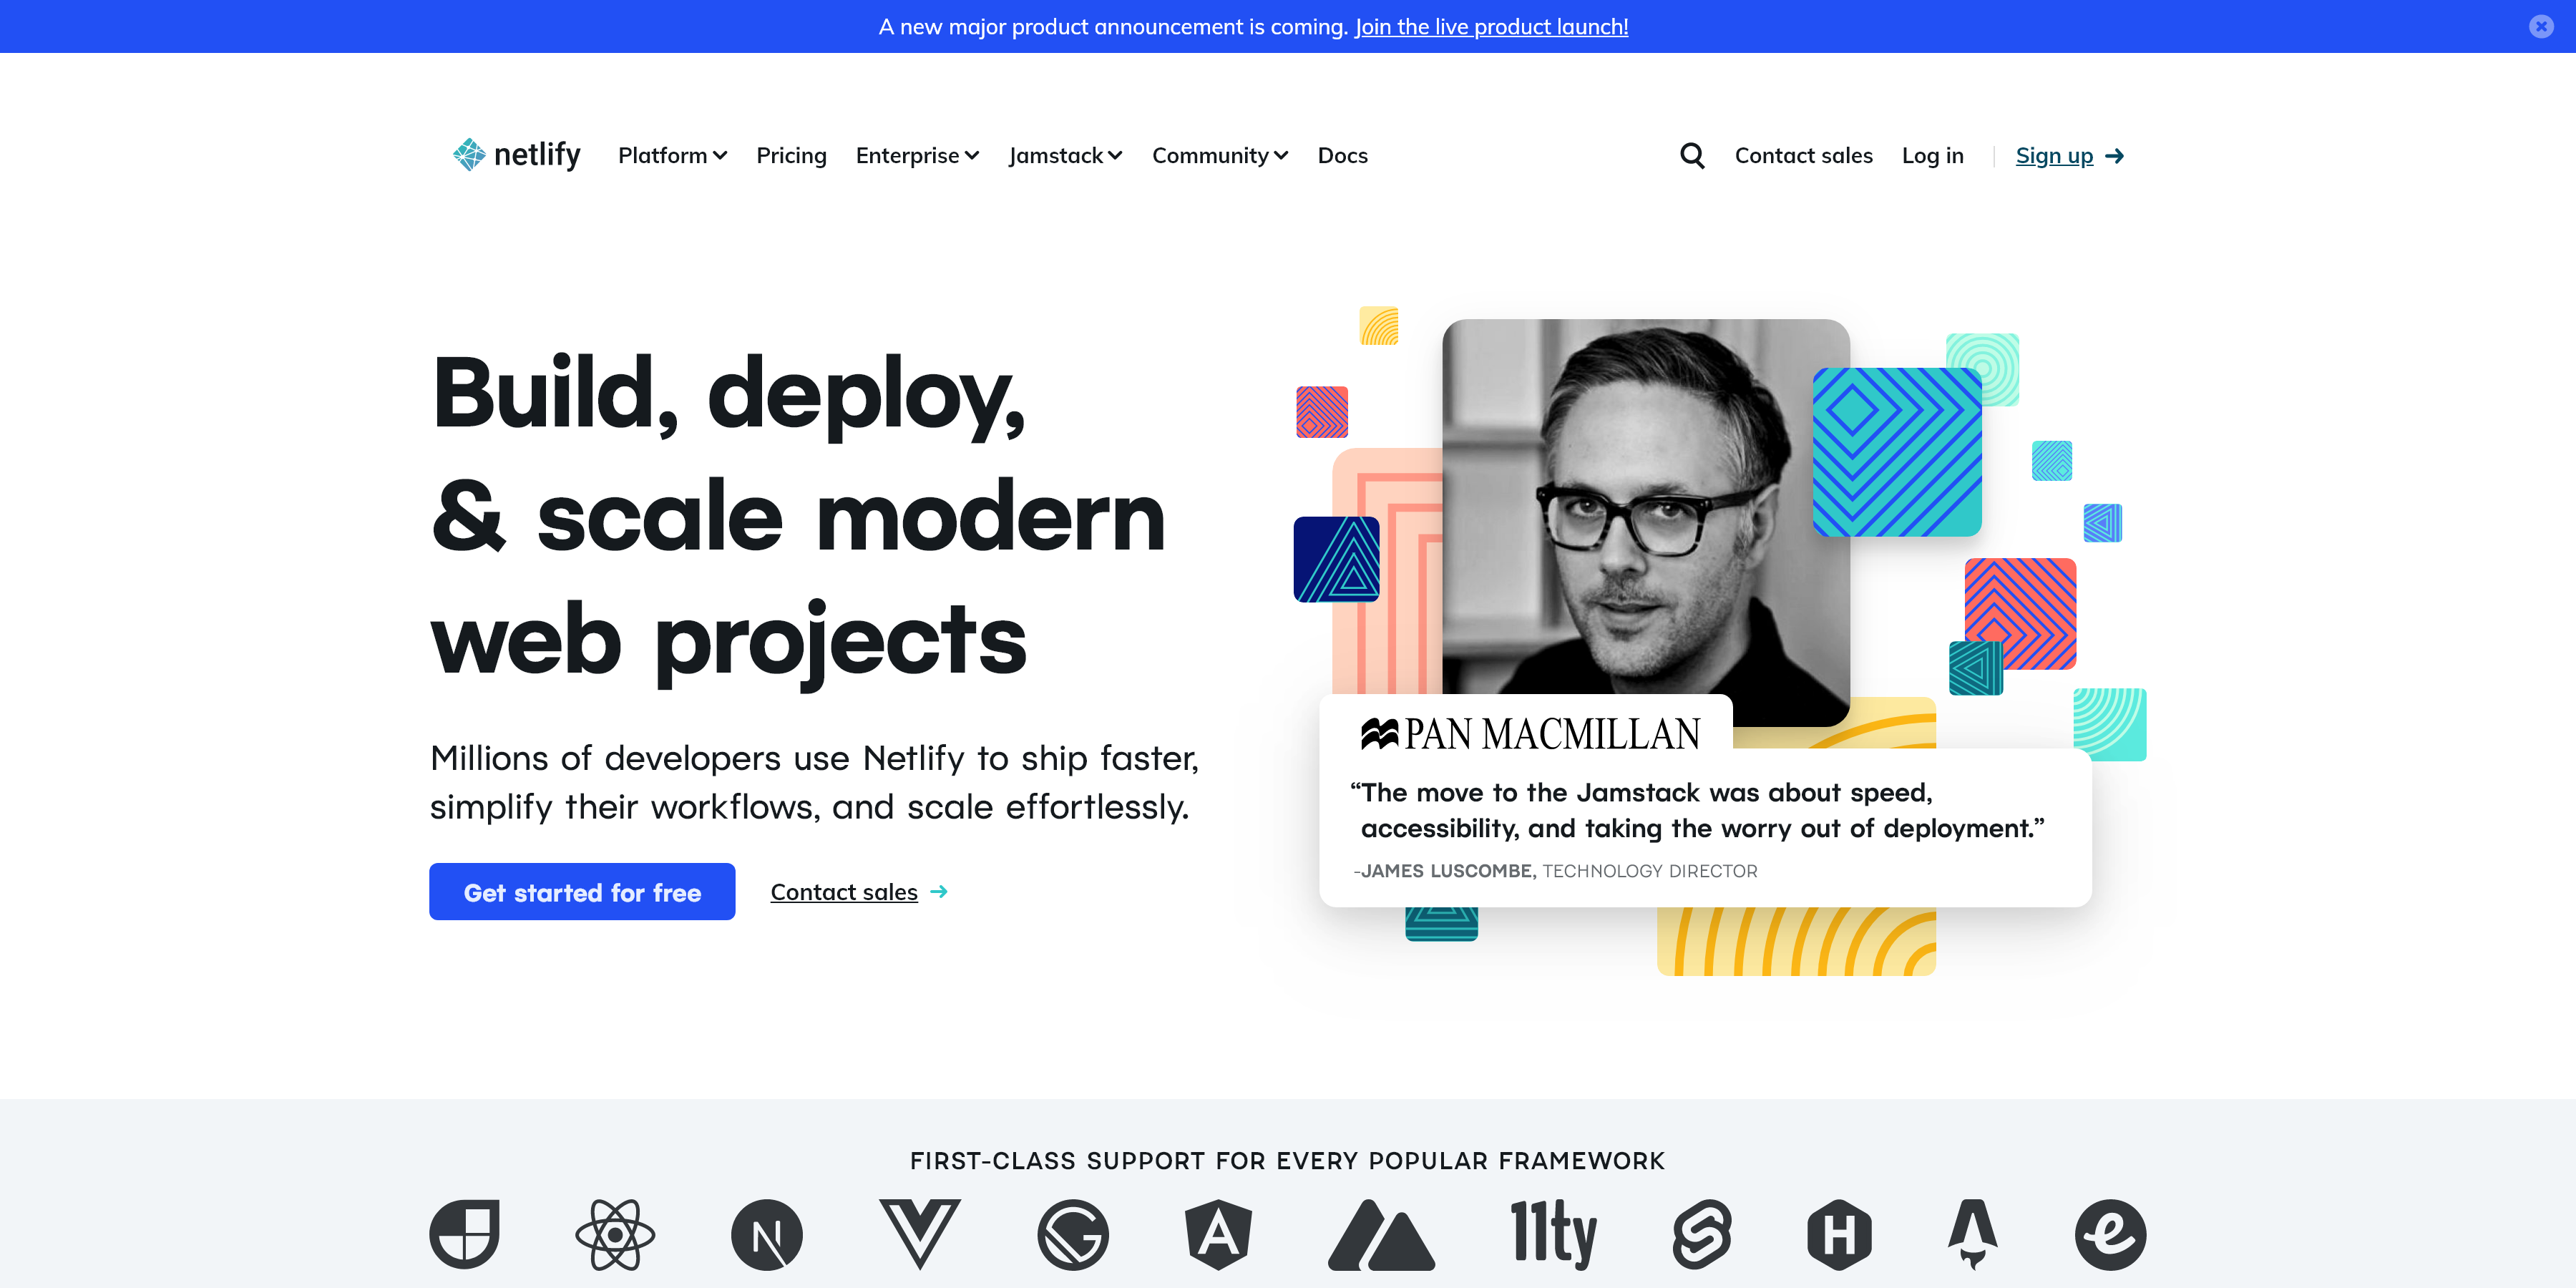 A new major product announcement is coming. Join the live product launch!
netlify Platform Pricing Enterprise Jamstack Community Docs Contact sales Log in Sign up
Build, deploy,
& scale modern
web projects
Millions of developers use Netlify to ship faster,
simplify their workflows, and scale effortlessly.
Get started for free Contact sales
PAN MACMILLAN
“The move to the Jamstack was about speed,
accessibility, and taking the worry out of deployment.”
-JAMES LUSCOMBE, TECHNOLOGY DIRECTOR
FIRST-CLASS SUPPORT FOR EVERY POPULAR FRAMEWORK
N V G A 11ty S H A e